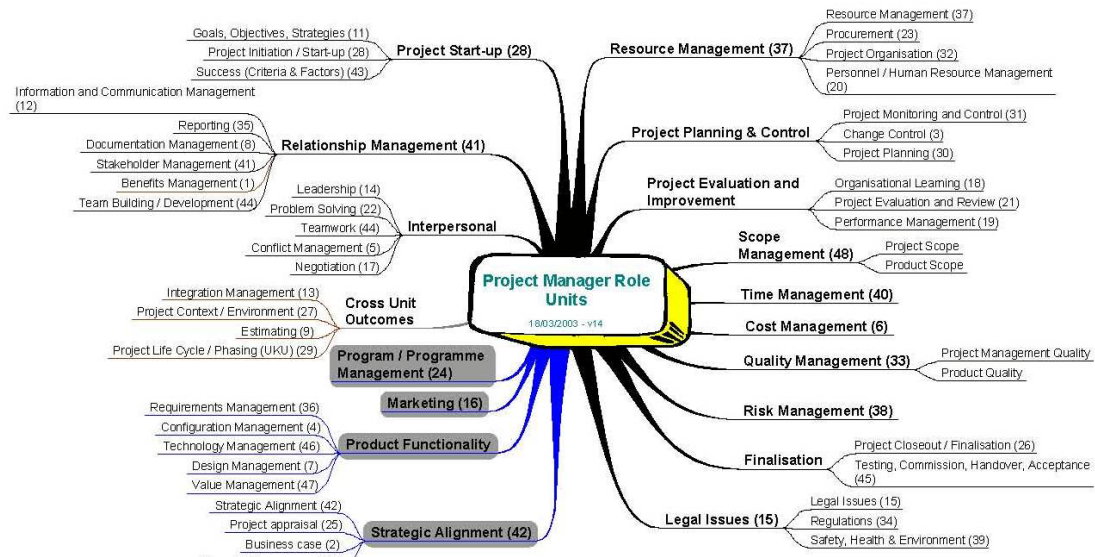 Goals, Objectives, Strategies (11)
Project Initiation / Start-up (28)
Success (Criteria & Factors) (43)
Project Start-up (28)
Information and Communication Management
(12)
Reporting (35)
Documentation Management (8)
Stakeholder Management (41)
Benefits Management (1)
Team Building / Development (44)
Relationship Management (41)
Leadership (14)
Problem Solving (22)
Teamwork (44)
Conflict Management (5)
Negotiation (17)
Interpersonal
Integration Management (13)
Project Context / Environment (27)
Estimating (9)
Project Life Cycle / Phasing (UKU) (29)
Cross Unit
Outcomes
Program / Programme
Management (24)
Marketing (16)
Requirements Management (36)
Configuration Management (4)
Technology Management (46)
Design Management (7)
Value Management (47)
Product Functionality
Strategic Alignment (42)
Project appraisal (25)
Business case (2)
Strategic Alignment (42)
Project Manager Role
Units
18/03/2003 - v14
Resource Management (37)
Resource Management (37)
Procurement (23)
Project Organisation (32)
Personnel / Human Resource Management
(20)
Project Planning & Control
Project Monitoring and Control (31)
Change Control (3)
Project Planning (30)
Project Evaluation and
Improvement
Organisational Learning (18)
Project Evaluation and Review (21)
Performance Management (19)
Scope
Management (48)
Project Scope
Product Scope
Time Management (40)
Cost Management (6)
Quality Management (33)
Project Management Quality
Product Quality
Risk Management (38)
Finalisation
Project Closeout / Finalisation (26)
Testing, Commission, Handover, Acceptance
(45)
Legal Issues (15)
Legal Issues (15)
Regulations (34)
Safety, Health & Environment (39)